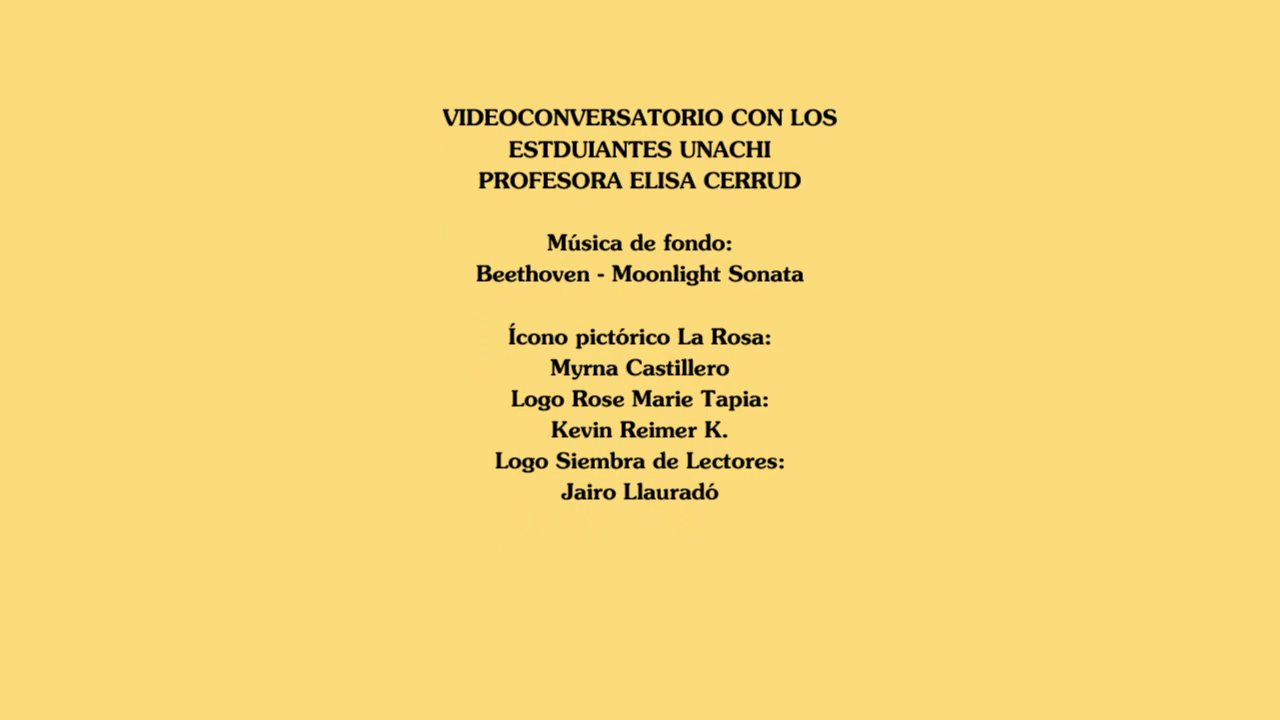 VIDEOCONVERSATORIO CON LOS
ESTDUIANTES UNACHI
PROFESORA ELISA CERRUD
Música de fondo:
Beethoven - Moonlight Sonata
Ícono pictórico La Rosa:
Myrna Castillero
Logo Rose Marie Tapia:
Kevin Reimer K.
Logo Siembra de Lectores:
Jairo Llauradó